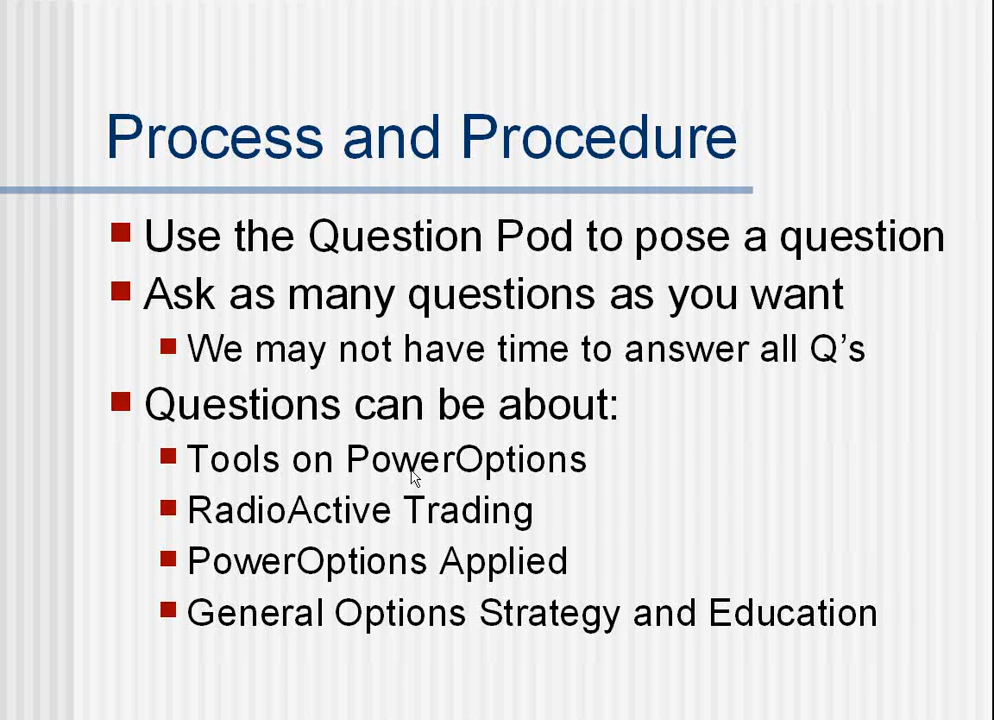 Process and Procedure
Use the Question Pod to pose a question
Ask as many questions as you want
We may not have time to answer all Q’s
Questions can be about:
Tools on PowerOptions
RadioActive Trading
PowerOptions Applied
General Options Strategy and Education